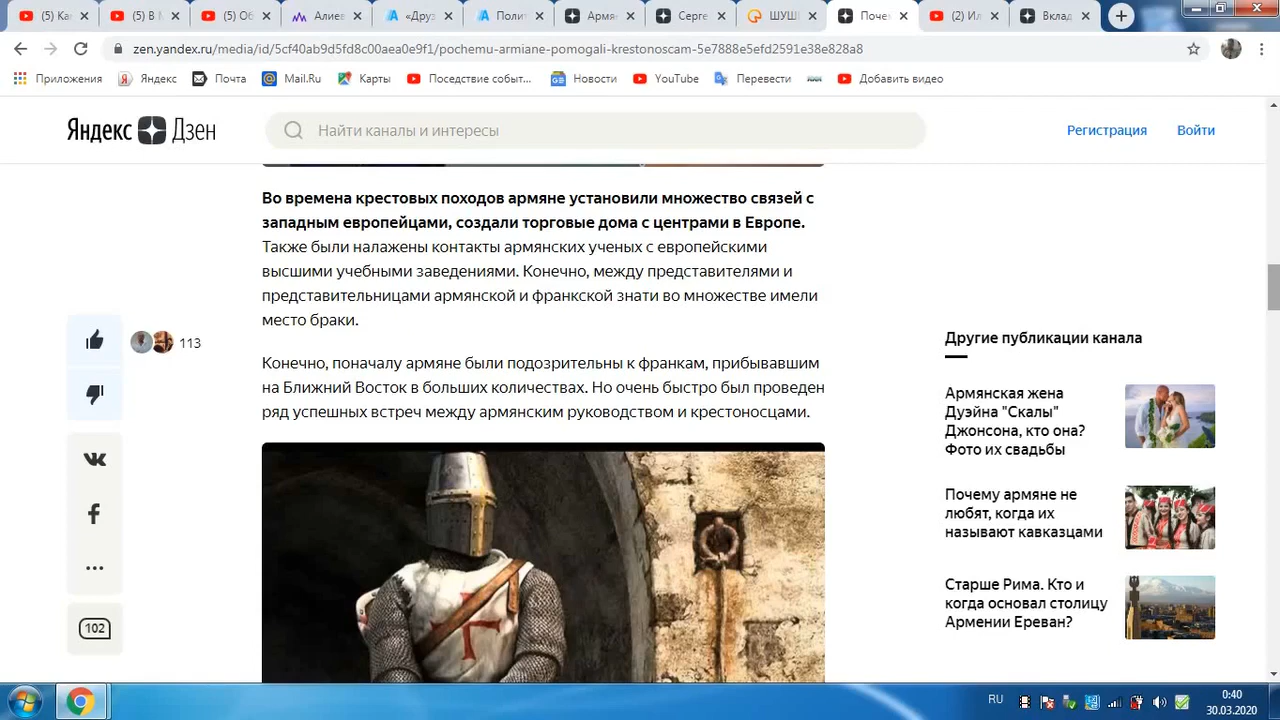 (5) Ка
(5) В М
(5) Об
Алиев
«Друз
Полк
Армян
Серге
ШУШ
Поче
(2) Ил
Вклад
zen.yandex.ru/media/id/5cf40ab9d5fd8c00aea0e9f1/pochemu-armiane-pomogali-krestonoscam-5e7888e5efd2591e38e828a8
Приложения
Яндекс
Почта
Mail.Ru
Карты
Поседствие событ...
Новости
YouTube
Перевести
Добавить видео
Яндекс Дзен
Найти каналы и интересы
Регистрация
Войти
Во времена крестовых походов армяне установили множество связей с
западным европейцами, создали торговые дома с центрами в Европе.
Также были налажены контакты армянских ученых с европейскими
высшими учебными заведениями. Конечно, между представителями и
представительницами армянской и франкской знати во множестве имели
место браки.
113
Конечно, поначалу армяне были подозрительны к франкам, прибывавшим
на Ближний Восток в больших количествах. Но очень быстро был проведен
ряд успешных встреч между армянским руководством и крестоносцами.
102
Другие публикации канала
Армянская жена
Дуэйна "Скалы"
Джонсона, кто она?
Фото их свадьбы
Почему армяне не
любят, когда их
называют кавказцами
Старше Рима. Кто и
когда основал столицу
Армении Ереван?
RU
0:40
30.03.2020